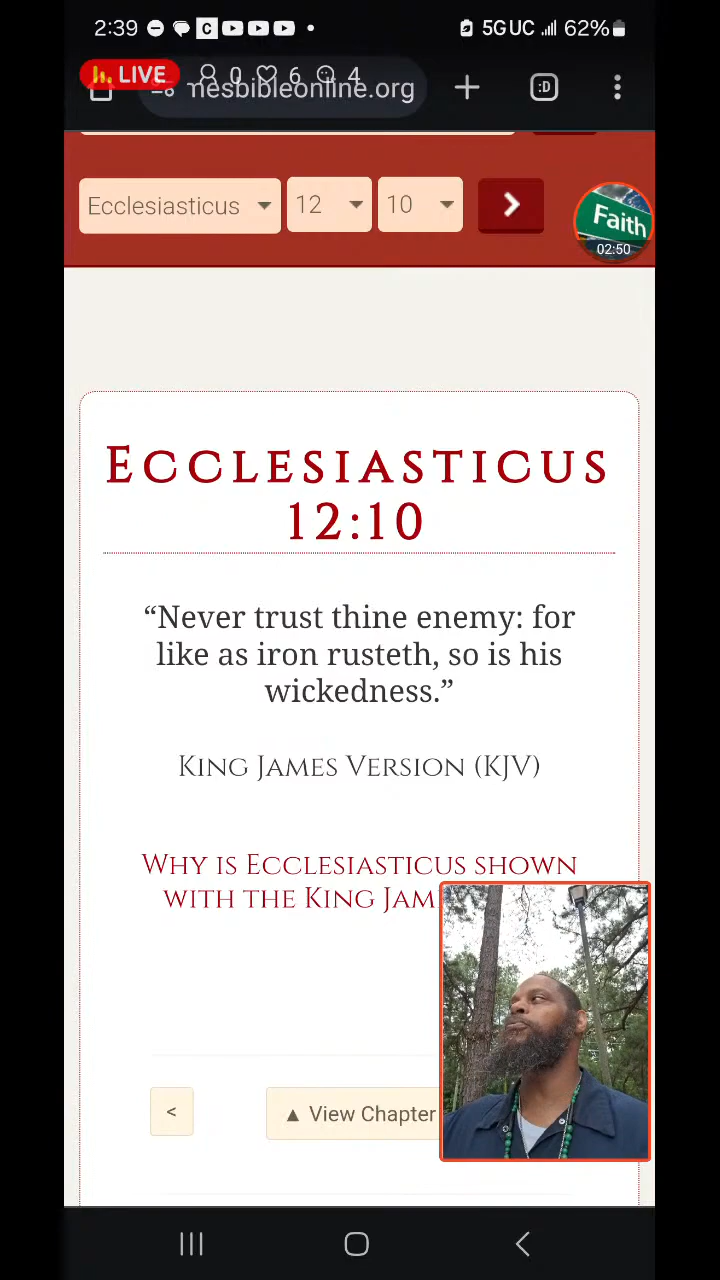 2:39 C 5G UC 62%
LIVE 0 6 4
nesbibleonline.org + :D
Ecclesiasticus 12 10
Faith
02:50
ECCLESIASTICUS
12:10
“Never trust thine enemy: for
like as iron rusteth, so is his
wickedness.”
KING JAMES VERSION (KJV)
WHY IS ECCLESIASTICUS SHOWN
WITH THE KING JAM
< ▲ View Chapter